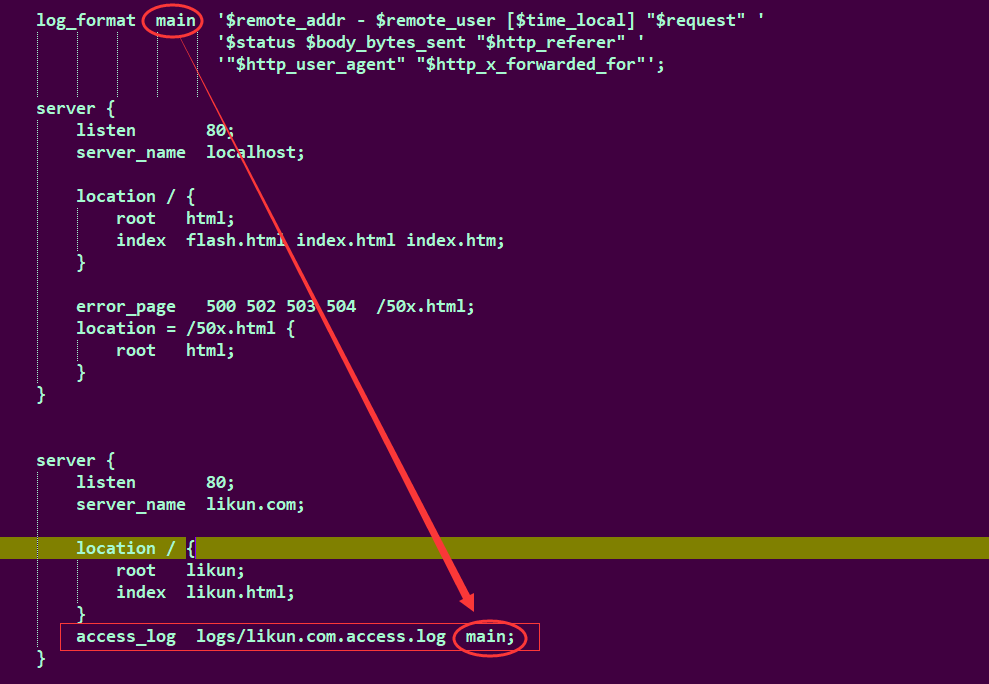 log_format main '$remote_addr - $remote_user [$time_local] "$request" '
'$status $body_bytes_sent "$http_referer" '
'"$http_user_agent" "$http_x_forwarded_for"';
server {
listen 80;
server_name localhost;
location / {
root html;
index flash.html index.html index.htm;
}
error_page 500 502 503 504 /50x.html;
location = /50x.html {
root html;
}
}
server {
listen 80;
server_name likun.com;
location / {
root likun;
index likun.html;
}
access_log logs/likun.com.access.log main;
}